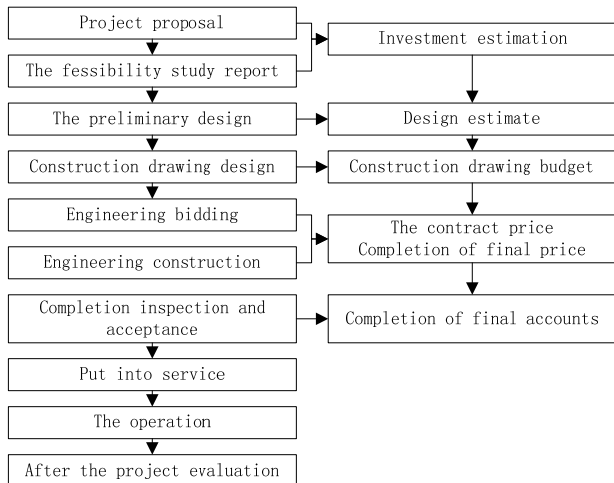 Project proposal
Investment estimation
The fessibility study report
The preliminary design
Design estimate
Construction drawing design
Construction drawing budget
Engineering bidding
The contract price
Completion of final price
Engineering construction
Completion inspection and
acceptance
Completion of final accounts
Put into service
The operation
After the project evaluation